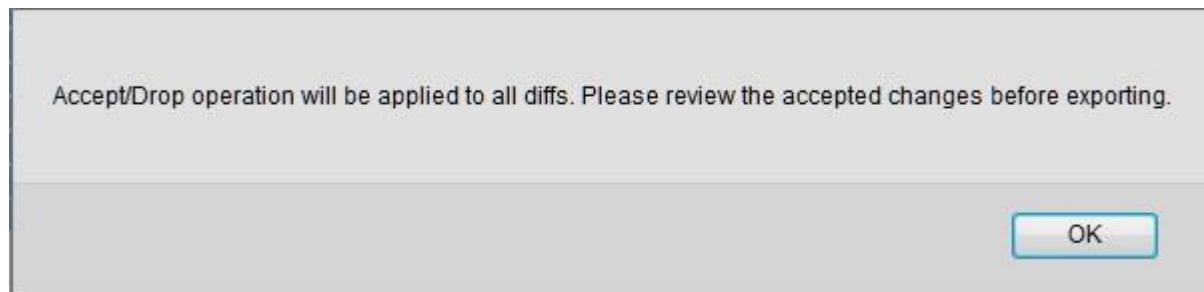 Accept/Drop operation will be applied to all diffs. Please review the accepted changes before exporting.
OK